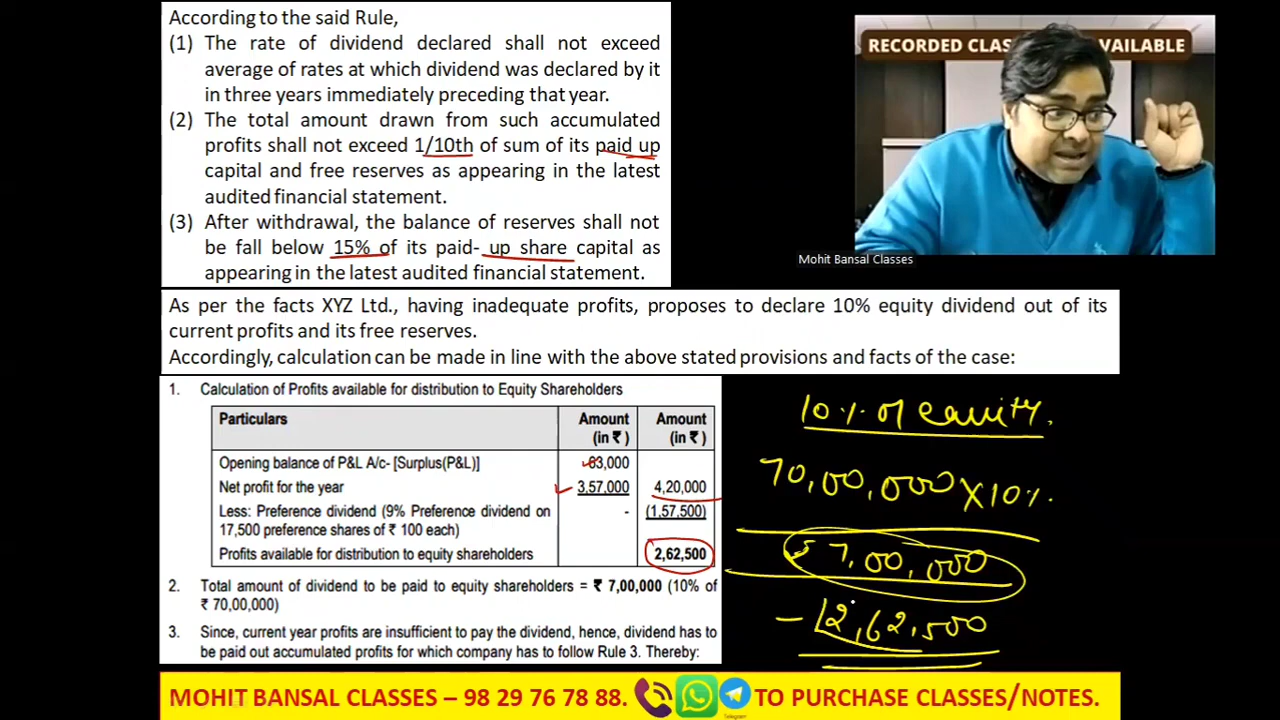 According to the said Rule,
(1) The rate of dividend declared shall not exceed
average of rates at which dividend was declared by it
in three years immediately preceding that year.
(2) The total amount drawn from such accumulated
profits shall not exceed 1/10th of sum of its paid up
capital and free reserves as appearing in the latest
audited financial statement.
(3) After withdrawal, the balance of reserves shall not
be fall below 15% of its paid- up share capital as
appearing in the latest audited financial statement.
RECORDED CLAS AVAILABLE
Mohit Bansal Classes
As per the facts XYZ Ltd., having inadequate profits, proposes to declare 10% equity dividend out of its
current profits and its free reserves.
Accordingly, calculation can be made in line with the above stated provisions and facts of the case:
1. Calculation of Profits available for distribution to Equity Shareholders
Particulars Amount (in ₹) Amount (in ₹)
Opening balance of P&L A/c- [Surplus(P&L)] 63,000
Net profit for the year 3,57,000 4,20,000
Less: Preference dividend (9% Preference dividend on - (1,57,500)
17,500 preference shares of ₹ 100 each)
Profits available for distribution to equity shareholders 2,62,500
2. Total amount of dividend to be paid to equity shareholders = ₹ 7,00,000 (10% of
₹ 70,00,000)
3. Since, current year profits are insufficient to pay the dividend, hence, dividend has to
be paid out accumulated profits for which company has to follow Rule 3. Thereby:
10% of equity.
70,00,000 x 10%
7,00,000
- 2,62,500
MOHIT BANSAL CLASSES – 98 29 76 78 88. TO PURCHASE CLASSES/NOTES.
Telegram